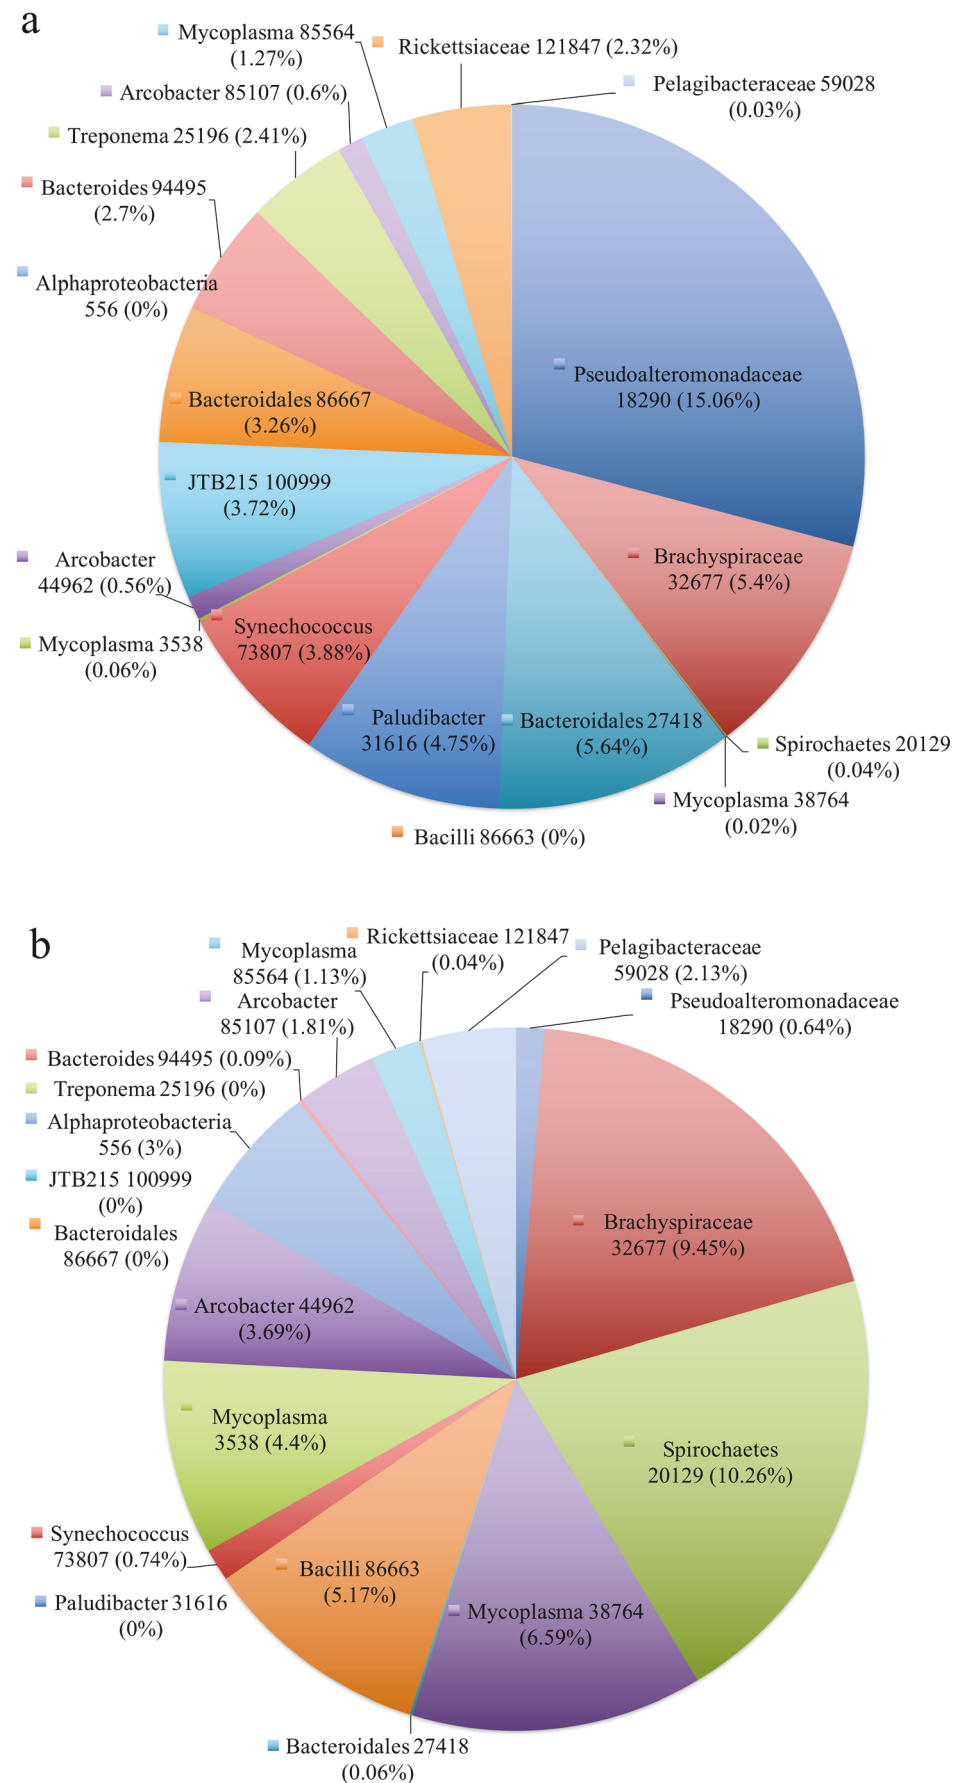 a
Mycoplasma 85564
(1.27%)
Rickettsiaceae 121847 (2.32%)
Pelagibacteraceae 59028
(0.03%)
Arcobacter 85107 (0.6%)
Treponema 25196 (2.41%)
Bacteroides 94495
(2.7%)
Alphaproteobacteria
556 (0%)
Pseudoalteromonadaceae
18290 (15.06%)
Bacteroidales 86667
(3.26%)
JTB215 100999
(3.72%)
Brachyspiraceae
32677 (5.4%)
Arcobacter
44962 (0.56%)
Synechococcus
73807 (3.88%)
Mycoplasma 3538
(0.06%)
Paludibacter
31616 (4.75%)
Bacteroidales 27418
(5.64%)
Spirochaetes 20129
(0.04%)
Mycoplasma 38764
(0.02%)
Bacilli 86663 (0%)
b
Mycoplasma
85564 (1.13%)
Rickettsiaceae 121847
(0.04%)
Pelagibacteraceae
59028 (2.13%)
Arcobacter
85107 (1.81%)
Pseudoalteromonadaceae
18290 (0.64%)
Bacteroides 94495 (0.09%)
Treponema 25196 (0%)
Alphaproteobacteria
556 (3%)
JTB215 100999
(0%)
Bacteroidales
86667 (0%)
Brachyspiraceae
32677 (9.45%)
Arcobacter 44962
(3.69%)
Mycoplasma
3538 (4.4%)
Spirochaetes
20129 (10.26%)
Synechococcus
73807 (0.74%)
Bacilli 86663
(5.17%)
Paludibacter 31616
(0%)
Mycoplasma 38764
(6.59%)
Bacteroidales 27418
(0.06%)